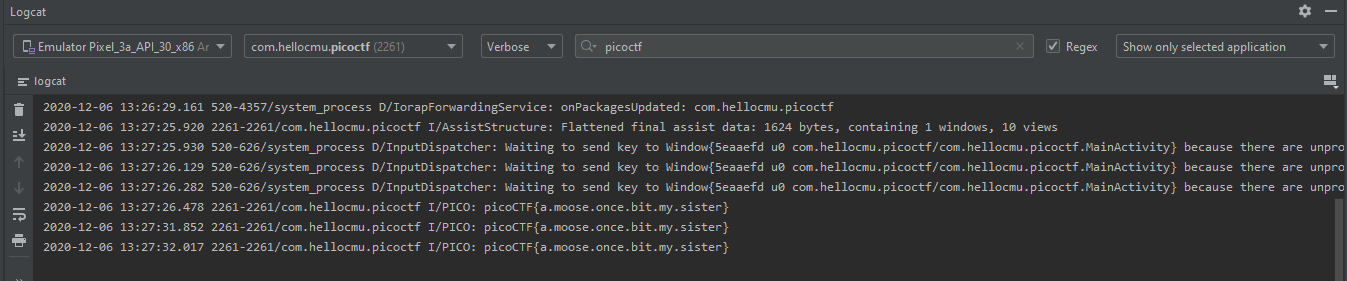 Logcat
Emulator Pixel_3a_API_30_x86 Ar com.hellocmu.picoctf (2261) Verbose picoctf Regex Show only selected application
logcat
2020-12-06 13:26:29.161 520-4357/system_process D/IorapForwardingService: onPackagesUpdated: com.hellocmu.picoctf
2020-12-06 13:27:25.920 2261-2261/com.hellocmu.picoctf I/AssistStructure: Flattened final assist data: 1624 bytes, containing 1 windows, 10 views
2020-12-06 13:27:25.930 520-626/system_process D/InputDispatcher: Waiting to send key to Window{5eaaefd u0 com.hellocmu.picoctf/com.hellocmu.picoctf.MainActivity} because there are unpro
2020-12-06 13:27:26.129 520-626/system_process D/InputDispatcher: Waiting to send key to Window{5eaaefd u0 com.hellocmu.picoctf/com.hellocmu.picoctf.MainActivity} because there are unpro
2020-12-06 13:27:26.282 520-626/system_process D/InputDispatcher: Waiting to send key to Window{5eaaefd u0 com.hellocmu.picoctf/com.hellocmu.picoctf.MainActivity} because there are unpro
2020-12-06 13:27:26.478 2261-2261/com.hellocmu.picoctf I/PICO: picoCTF{a.moose.once.bit.my.sister}
2020-12-06 13:27:31.852 2261-2261/com.hellocmu.picoctf I/PICO: picoCTF{a.moose.once.bit.my.sister}
2020-12-06 13:27:32.017 2261-2261/com.hellocmu.picoctf I/PICO: picoCTF{a.moose.once.bit.my.sister}